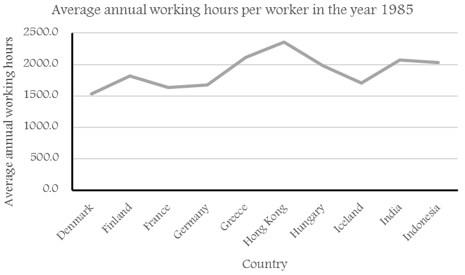 Average annual working hours per worker in the year 1985
Average annual working hours
2500.0
2000.0
1500.0
1000.0
500.0
0.0
Denmark
Finland
France
Germany
Greece
Hong Kong
Hungary
Iceland
India
Indonesia
Country